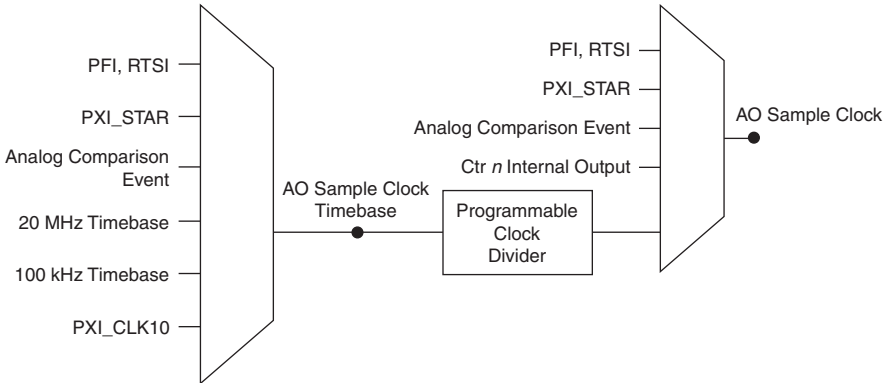 PFI, RTSI
PXI_STAR
Analog Comparison
Event
20 MHz Timebase
100 kHz Timebase
PXI_CLK10
AO Sample Clock
Timebase
Programmable
Clock
Divider
PFI, RTSI
PXI_STAR
Analog Comparison Event
Ctr n Internal Output
AO Sample Clock